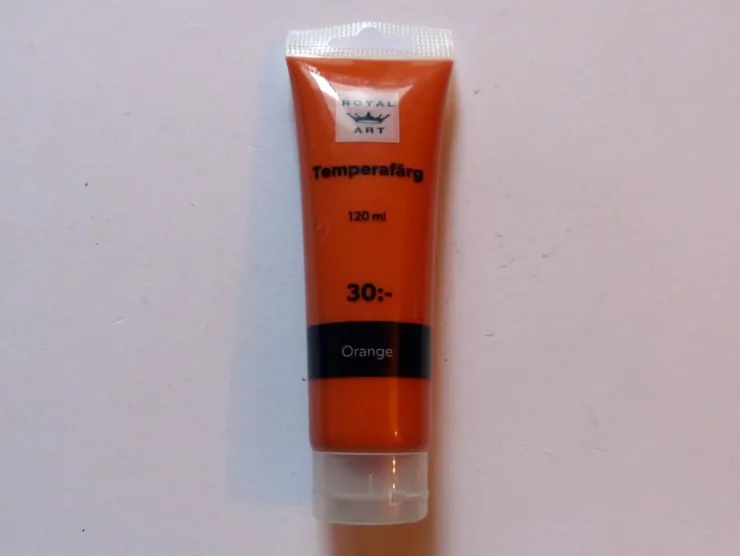 ROYAL
ART
Temperafärg
120 ml
30:-
Orange